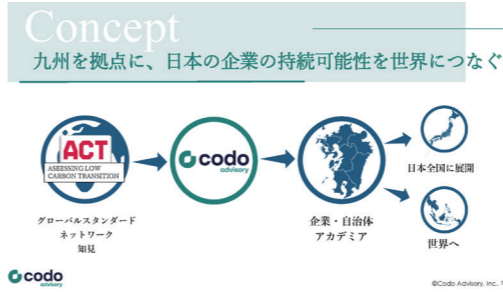 Concept
九州を拠点に、日本の企業の持続可能性を世界につなぐ
ACT
ASEESSING LOW
CARBON TRANSITION
codo
advisory
グローバルスタンダード
ネットワーク
知見
企業・自治体
アカデミア
日本全国に展開
世界へ
codo
advisory
©Codo Advisory, Inc.